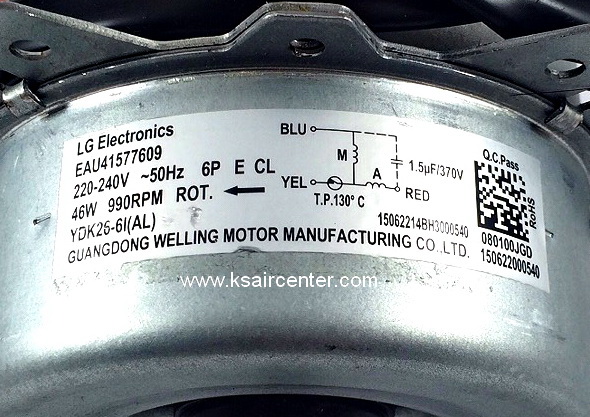 LG Electronics
EAU41577609
220-240V ~50Hz 6P E CL
46W 990RPM ROT.
YDK26-6I(AL)
GUANGDONG WELLING MOTOR MANUFACTURING CO.,LTD.
BLU
M
1.5μF/370V
A
YEL
RED
T.P.130° C
15062214BH3000540
Q.C.Pass
RoHS
080100JGD
150622000540
www.ksaircenter.com